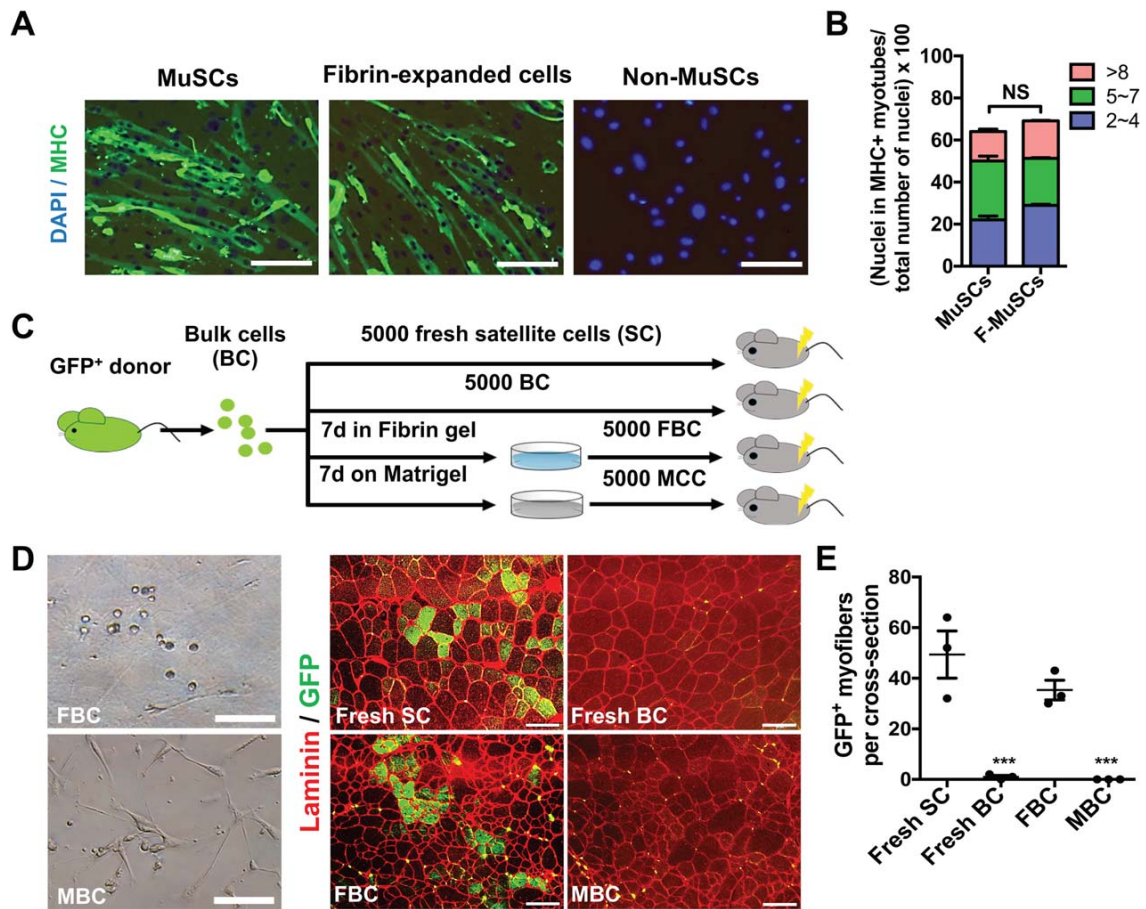 A
MuSCs
Fibrin-expanded cells
Non-MuSCs
DAPI / MHC
B
(Nuclei in MHC+ myotubes/
total number of nuclei) x 100
100
80
60
40
20
0
NS
>8
5~7
2~4
MuSCs
F-MuSCs
C
GFP⁺ donor
Bulk cells
(BC)
5000 fresh satellite cells (SC)
5000 BC
7d in Fibrin gel
5000 FBC
7d on Matrigel
5000 MCC
D
FBC
MBC
Laminin / GFP
Fresh SC
Fresh BC
FBC
MBC
E
GFP⁺ myofibers
per cross-section
80
60
40
20
0
***
***
Fresh SC
Fresh BC
FBC
MBC